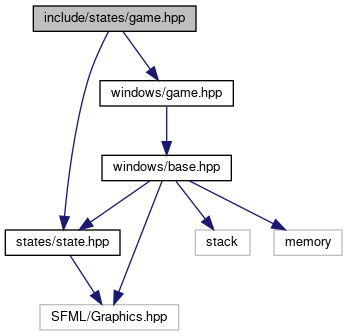 include/states/game.hpp
windows/game.hpp
windows/base.hpp
states/state.hpp
stack
memory
SFML/Graphics.hpp